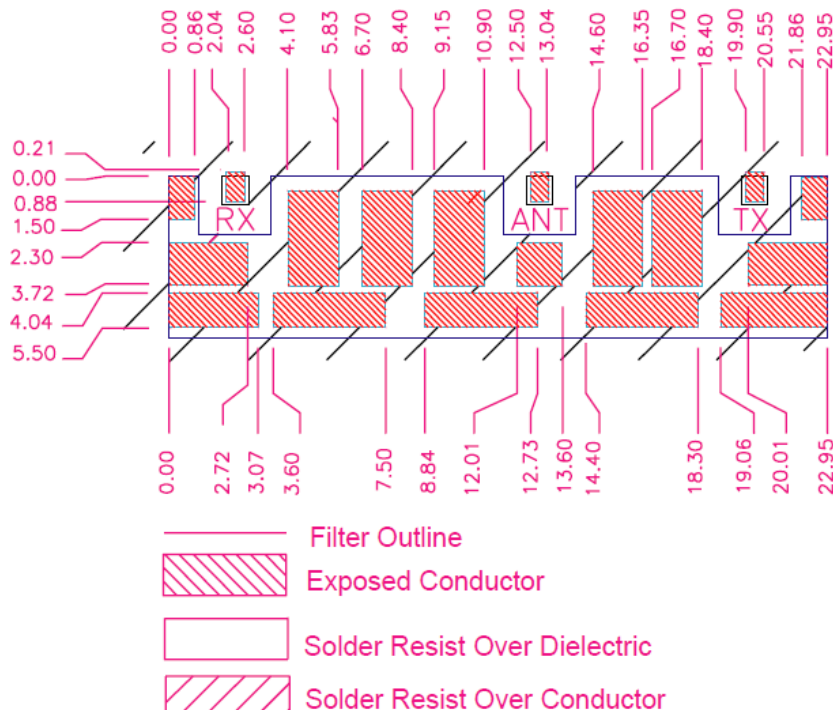 0.00 0.86 2.04 2.60 4.10 5.83 6.70 8.40 9.15 10.90 12.50 13.04 14.60 16.35 16.70 18.40 19.90 20.55 21.86 22.95
0.21
0.00
0.88
1.50
2.30
3.72
4.04
5.50
RX ANT TX
0.00 2.72 3.07 3.60 7.50 8.84 12.01 12.73 13.60 14.40 18.30 19.06 20.01 22.95
Filter Outline
Exposed Conductor
Solder Resist Over Dielectric
Solder Resist Over Conductor